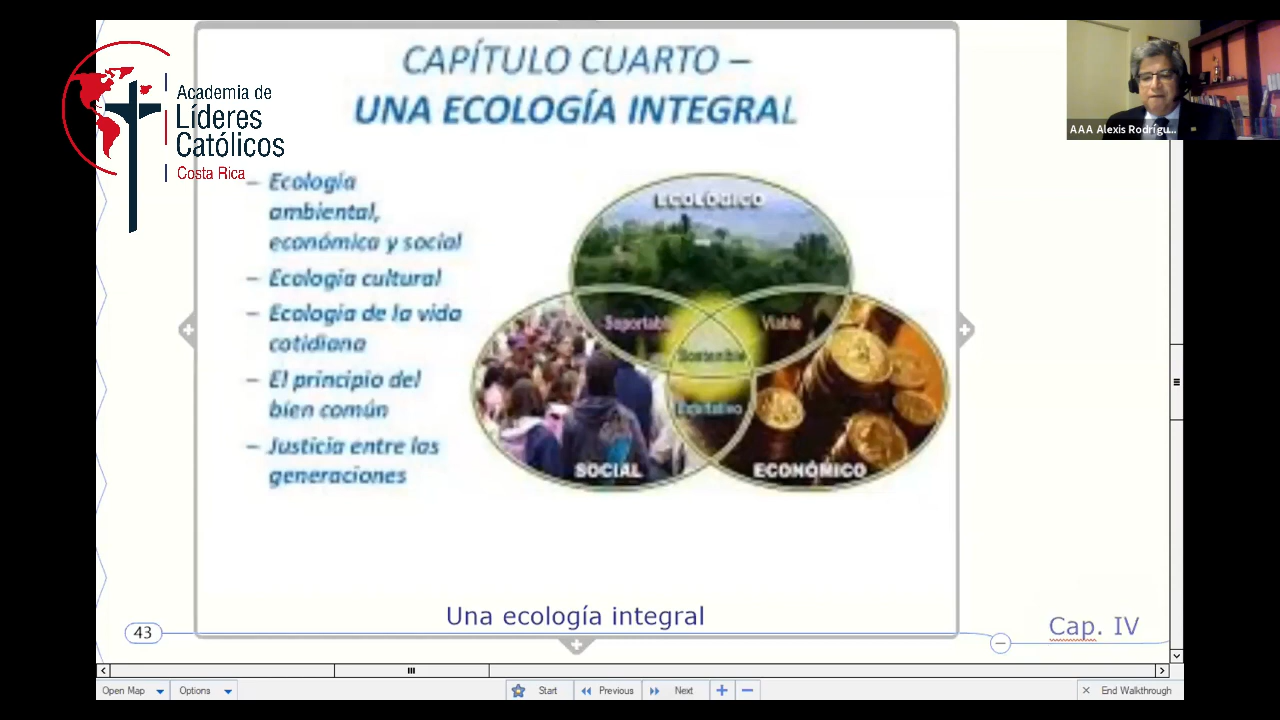 CAPÍTULO CUARTO –
UNA ECOLOGÍA INTEGRAL
Academia de
Líderes
Católicos
Costa Rica
AAA Alexis Rodrígu...
– Ecología
ambiental,
económica y social
– Ecología cultural
– Ecología de la vida
cotidiana
– El principio del
bien común
– Justicia entre las
generaciones
ECOLÓGICO
Soportable
Viable
Sostenible
Equitativo
SOCIAL
ECONÓMICO
Una ecología integral
43
Cap. IV
Open Map
Options
Start
Previous
Next
End Walkthrough